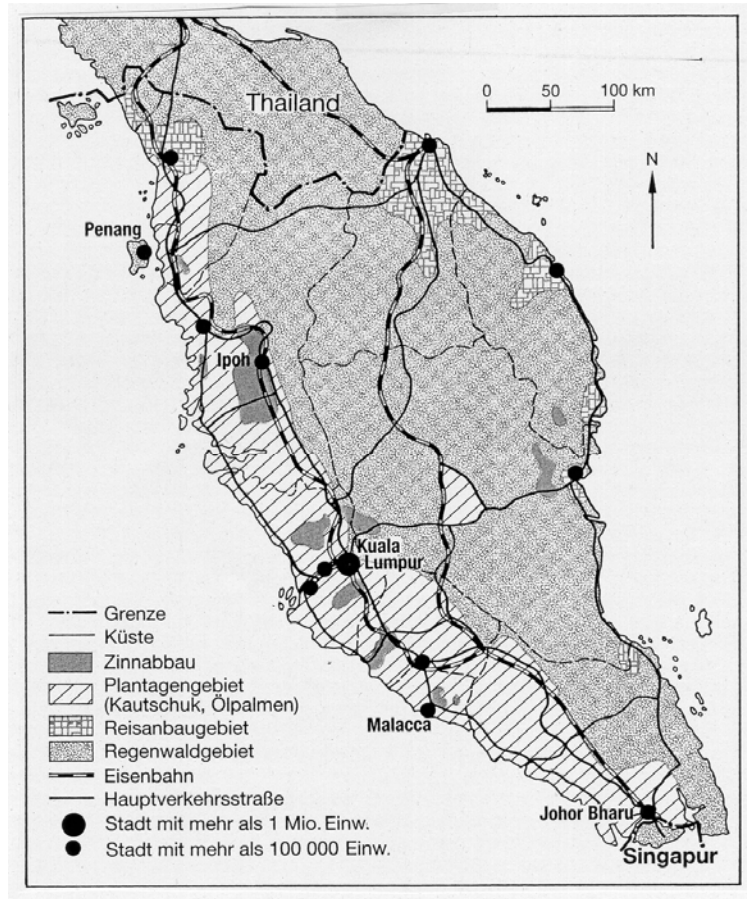 Thailand
0 50 100 km
N
Penang
Ipoh
Kuala
Lumpur
Malacca
Johor Bharu
Singapur
Grenze
Küste
Zinnabbau
Plantagengebiet
(Kautschuk, Ölpalmen)
Reisanbaugebiet
Regenwaldgebiet
Eisenbahn
Hauptverkehrsstraße
Stadt mit mehr als 1 Mio. Einw.
Stadt mit mehr als 100 000 Einw.